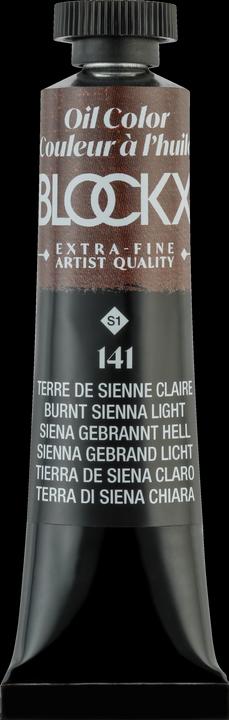 Oil Color
Couleur à l'huile
BLOCKX
EXTRA-FINE
ARTIST QUALITY
S1
141
TERRE DE SIENNE CLAIRE
BURNT SIENNA LIGHT
SIENA GEBRANNT HELL
SIENNA GEBRAND LICHT
TIERRA DE SIENA CLARO
TERRA DI SIENA CHIARA